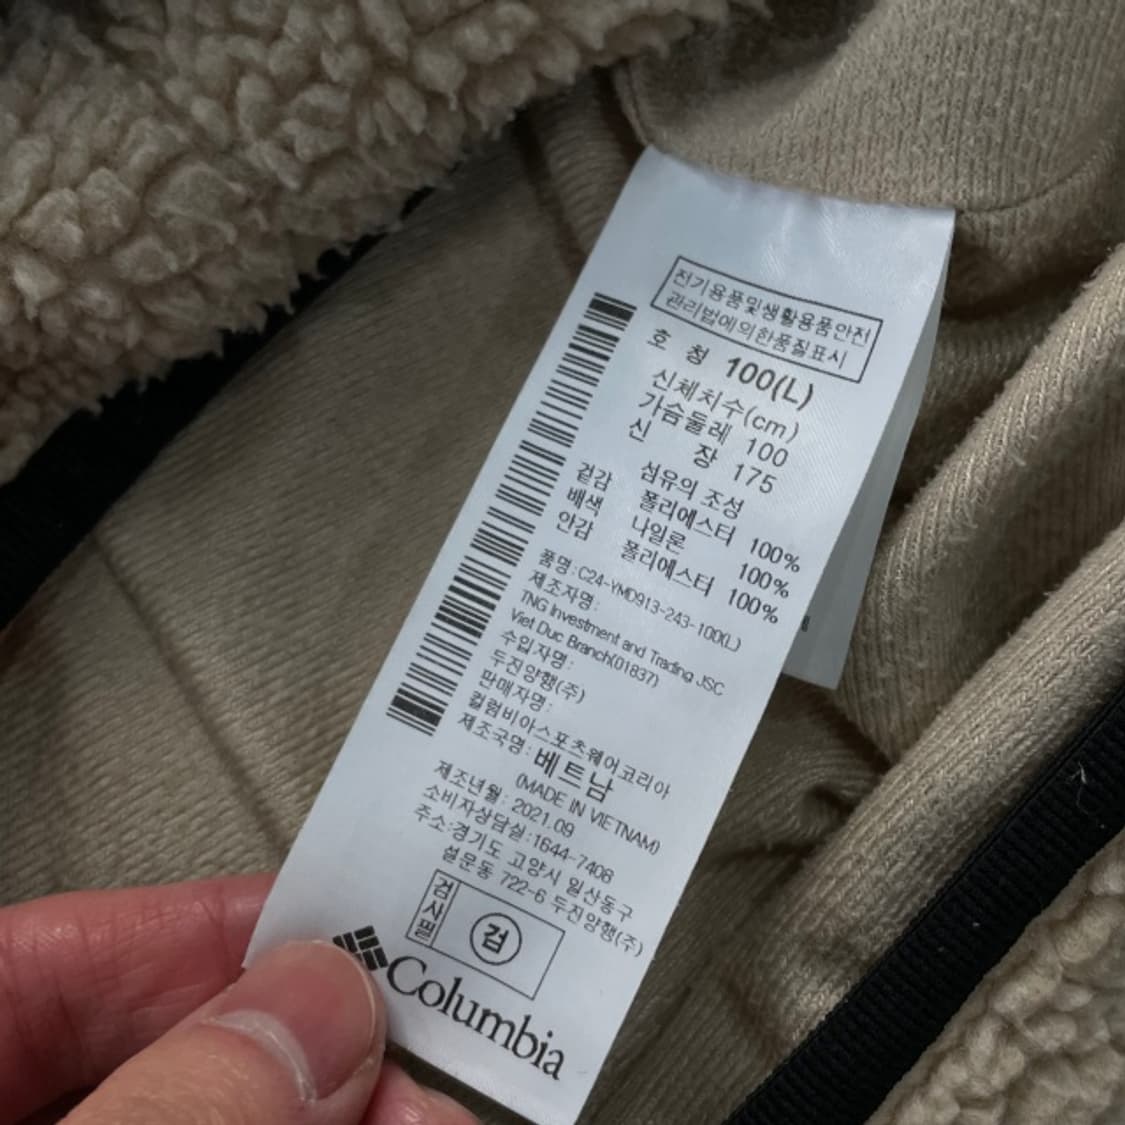 전기용품및생활용품안전
관리법에의한품질표시
호 칭 100(L)
신체치수(cm)
가슴둘레 100
신 장 175
섬유의 조성
겉감 폴리에스터 100%
배색 나일론 100%
안감 폴리에스터 100%
품명:C24-YMD913-243-100(L)
제조자명:
TNG Investment and Trading JSC
Viet Duc Branch(01837)
수입자명:
두진양행(주)
판매자명:
컬럼비아스포츠웨어코리아
제조국명:베트남
(MADE IN VIETNAM)
제조년월: 2021.09
소비자상담실:1644-7408
주소:경기도 고양시 일산동구
설문동 722-6 두진양행(주)
검사필 검
Columbia